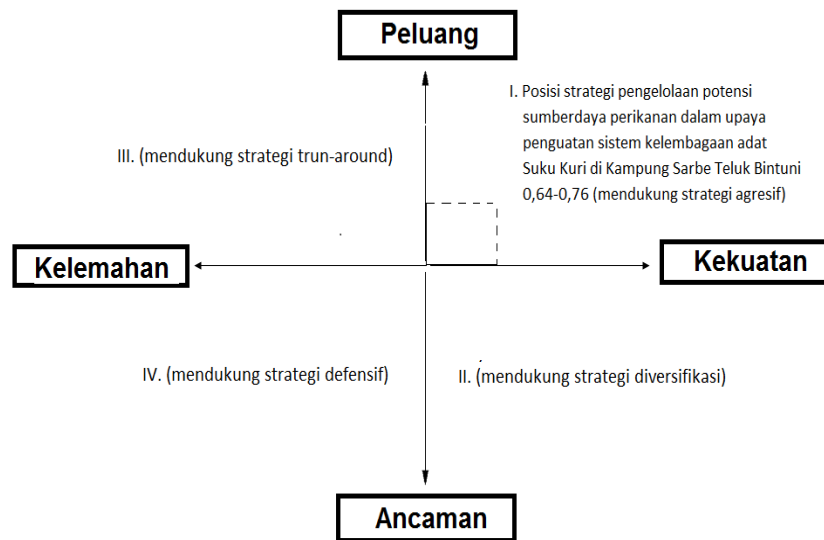 Peluang
I. Posisi strategi pengelolaan potensi
sumberdaya perikanan dalam upaya
penguatan sistem kelembagaan adat
Suku Kuri di Kampung Sarbe Teluk Bintuni
0,64-0,76 (mendukung strategi agresif)
III. (mendukung strategi trun-around)
Kelemahan
Kekuatan
IV. (mendukung strategi defensif)
II. (mendukung strategi diversifikasi)
Ancaman